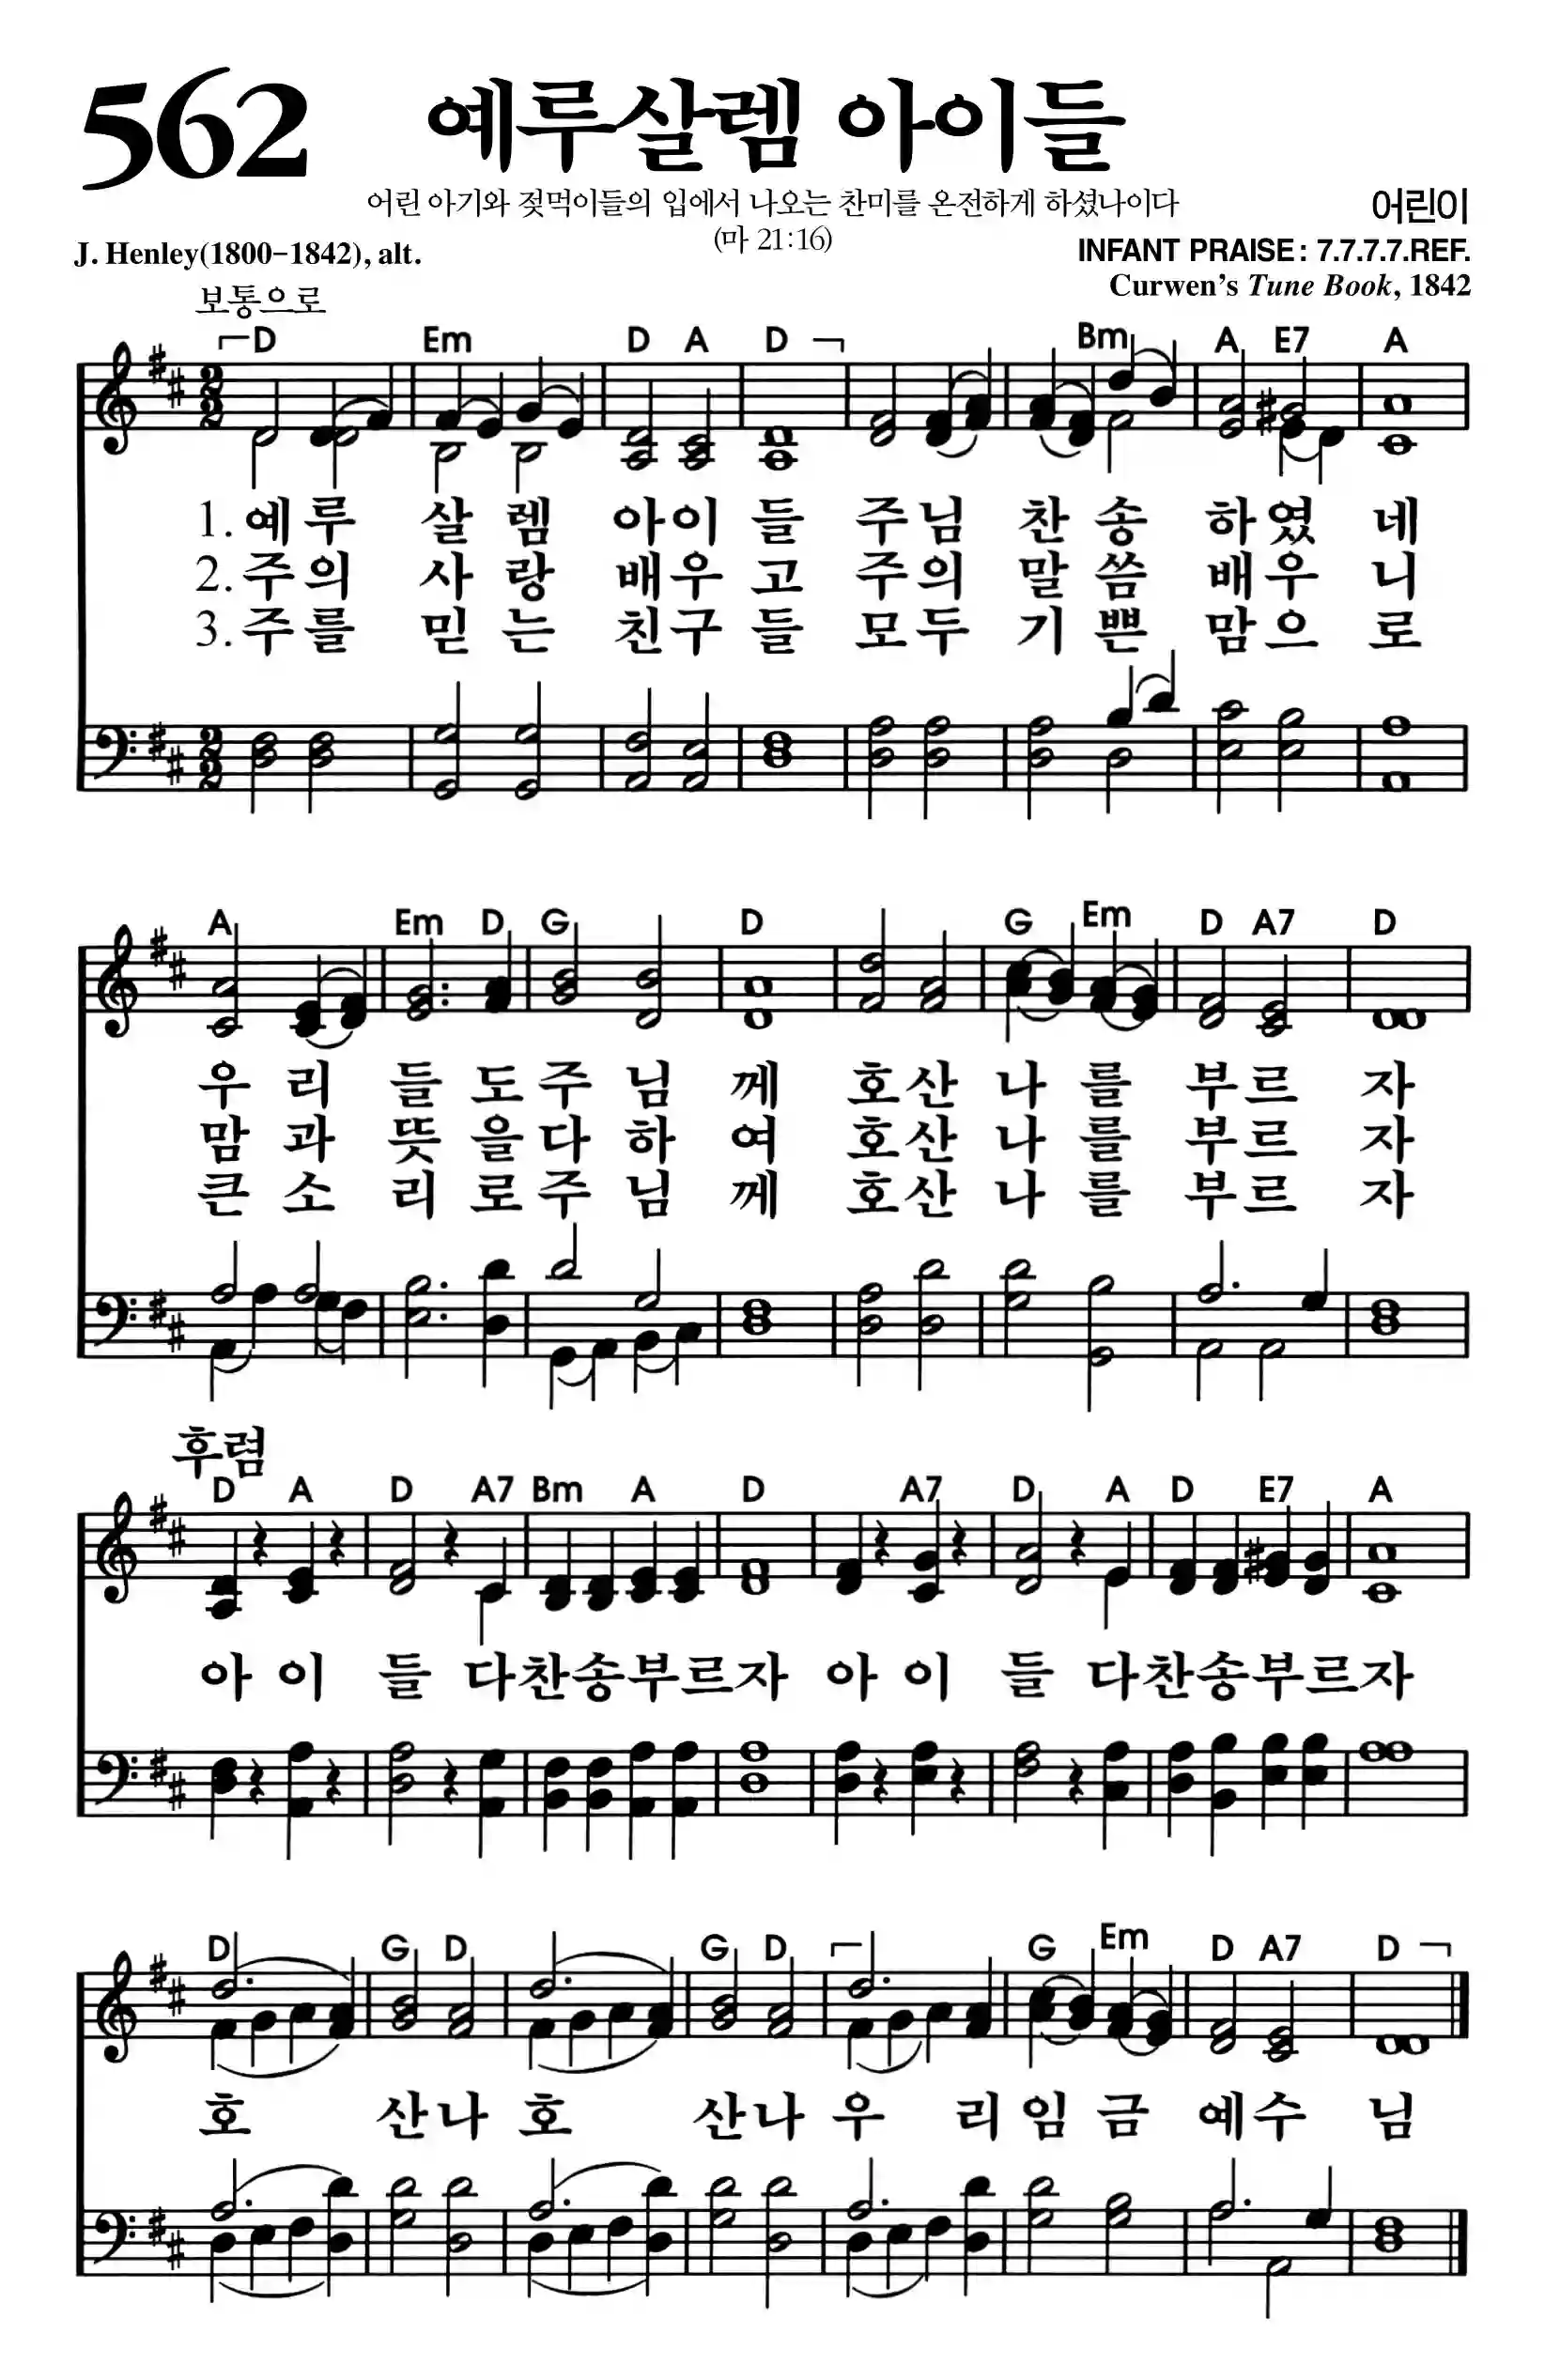 562 예루살렘 아이들
어린 아기와 젖먹이들의 입에서 나오는 찬미를 온전하게 하셨나이다
(마 21:16)
어린이
J. Henley(1800-1842), alt.
INFANT PRAISE: 7.7.7.7.REF.
Curwen's Tune Book, 1842
보통으로
D Em D A D Bm A E7 A
1. 예루 살렘 아이들 주님 찬송 하였네
2. 주의 사랑 배우고 주의 말씀 배우니
3. 주를 믿는 친구들 모두 기쁜 맘으로
A Em D G D G Em D A7 D
우리들도주님께 호산나를 부르자
맘과 뜻을다하여 호산나를 부르자
큰소리로주님께 호산나를 부르자
후렴
D A D A7 Bm A D A7 D A D E7 A
아이들 다찬송부르자 아이들 다찬송부르자
D G D G D G Em D A7 D
호 산나 호 산나 우 리임금 예수님